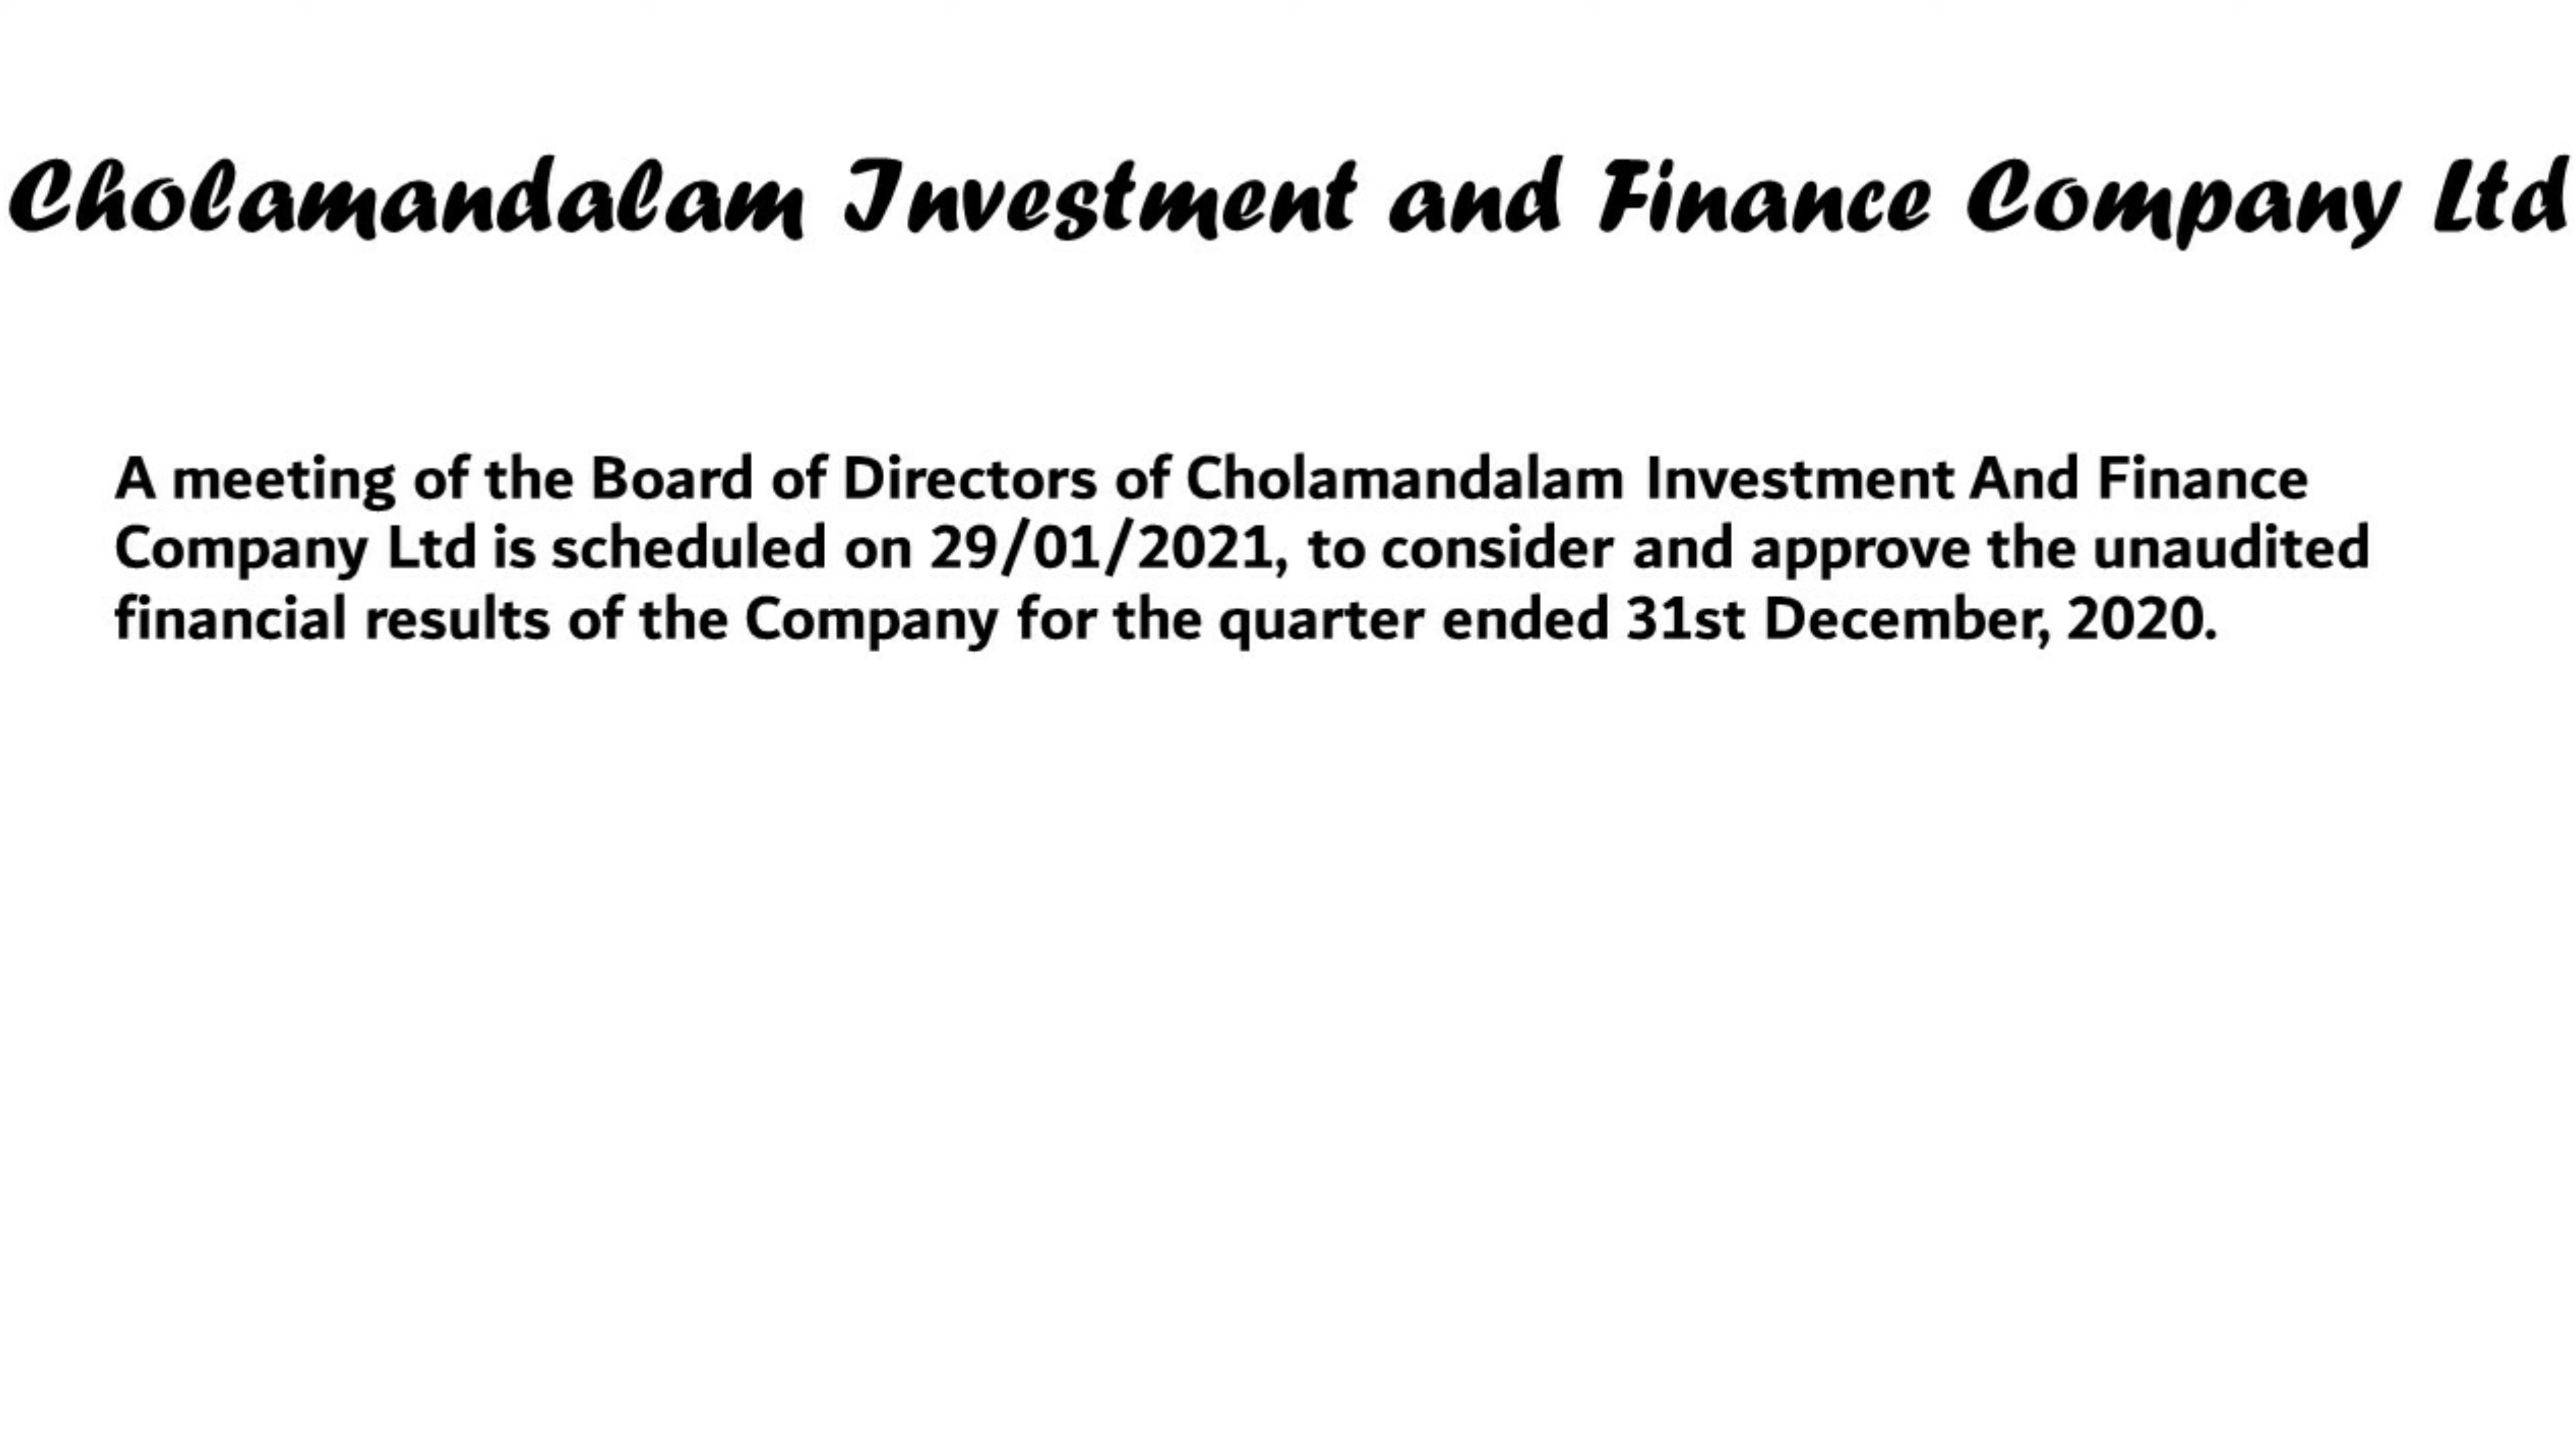 Cholamandalam Investment and Finance Company Ltd
A meeting of the Board of Directors of Cholamandalam Investment And Finance
Company Ltd is scheduled on 29/01/2021, to consider and approve the unaudited
financial results of the Company for the quarter ended 31st December, 2020.